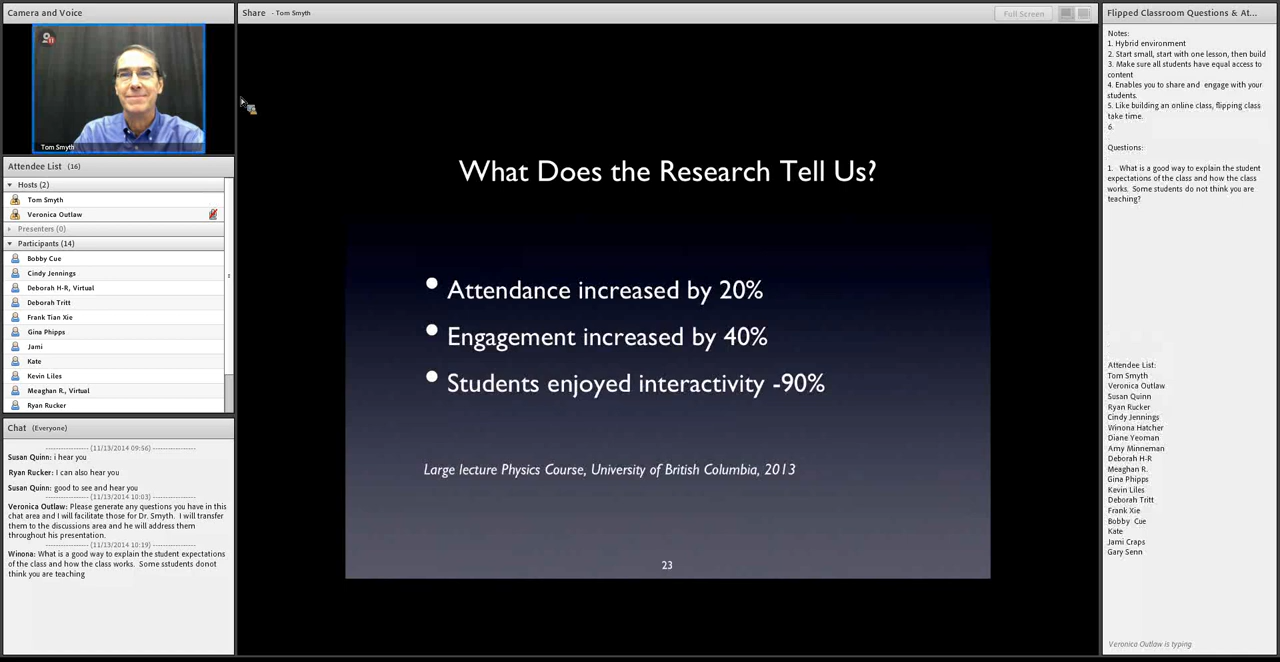 Camera and Voice
Tom Smyth
Attendee List (16)
Hosts (2)
Tom Smyth
Veronica Outlaw
Presenters (0)
Participants (14)
Bobby Cue
Cindy Jennings
Deborah H-R, Virtual
Deborah Tritt
Frank Tian Xie
Gina Phipps
Jami
Kate
Kevin Liles
Meaghan R., Virtual
Ryan Rucker
Chat (Everyone)
------------------ (11/13/2014 09:56) ----------------
Susan Quinn: i hear you
Ryan Rucker: I can also hear you
Susan Quinn: good to see and hear you
------------------ (11/13/2014 10:03) ----------------
Veronica Outlaw: Please generate any questions you have in this
chat area and I will facilitate those for Dr. Smyth. I will transfer
them to the discussions area and he will address them
throughout his presentation.
------------------ (11/13/2014 10:19) ----------------
Winona: What is a good way to explain the student expectations
of the class and how the class works. Some sstudents donot
think you are teaching
Share - Tom Smyth
Full Screen
What Does the Research Tell Us?
• Attendance increased by 20%
• Engagement increased by 40%
• Students enjoyed interactivity -90%
Large lecture Physics Course, University of British Columbia, 2013
23
Flipped Classroom Questions & At...
Notes:
1. Hybrid environment
2. Start small, start with one lesson, then build
3. Make sure all students have equal access to
content
4. Enables you to share and engage with your
students.
5. Like building an online class, flipping class
take time.
6.
Questions:
1. What is a good way to explain the student
expectations of the class and how the class
works. Some students do not think you are
teaching?
Attendee List:
Tom Smyth
Veronica Outlaw
Susan Quinn
Ryan Rucker
Cindy Jennings
Winona Hatcher
Diane Yeoman
Amy Minneman
Deborah H-R
Meaghan R.
Gina Phipps
Kevin Liles
Deborah Tritt
Frank Xie
Bobby Cue
Kate
Jami Craps
Gary Senn
Veronica Outlaw is typing